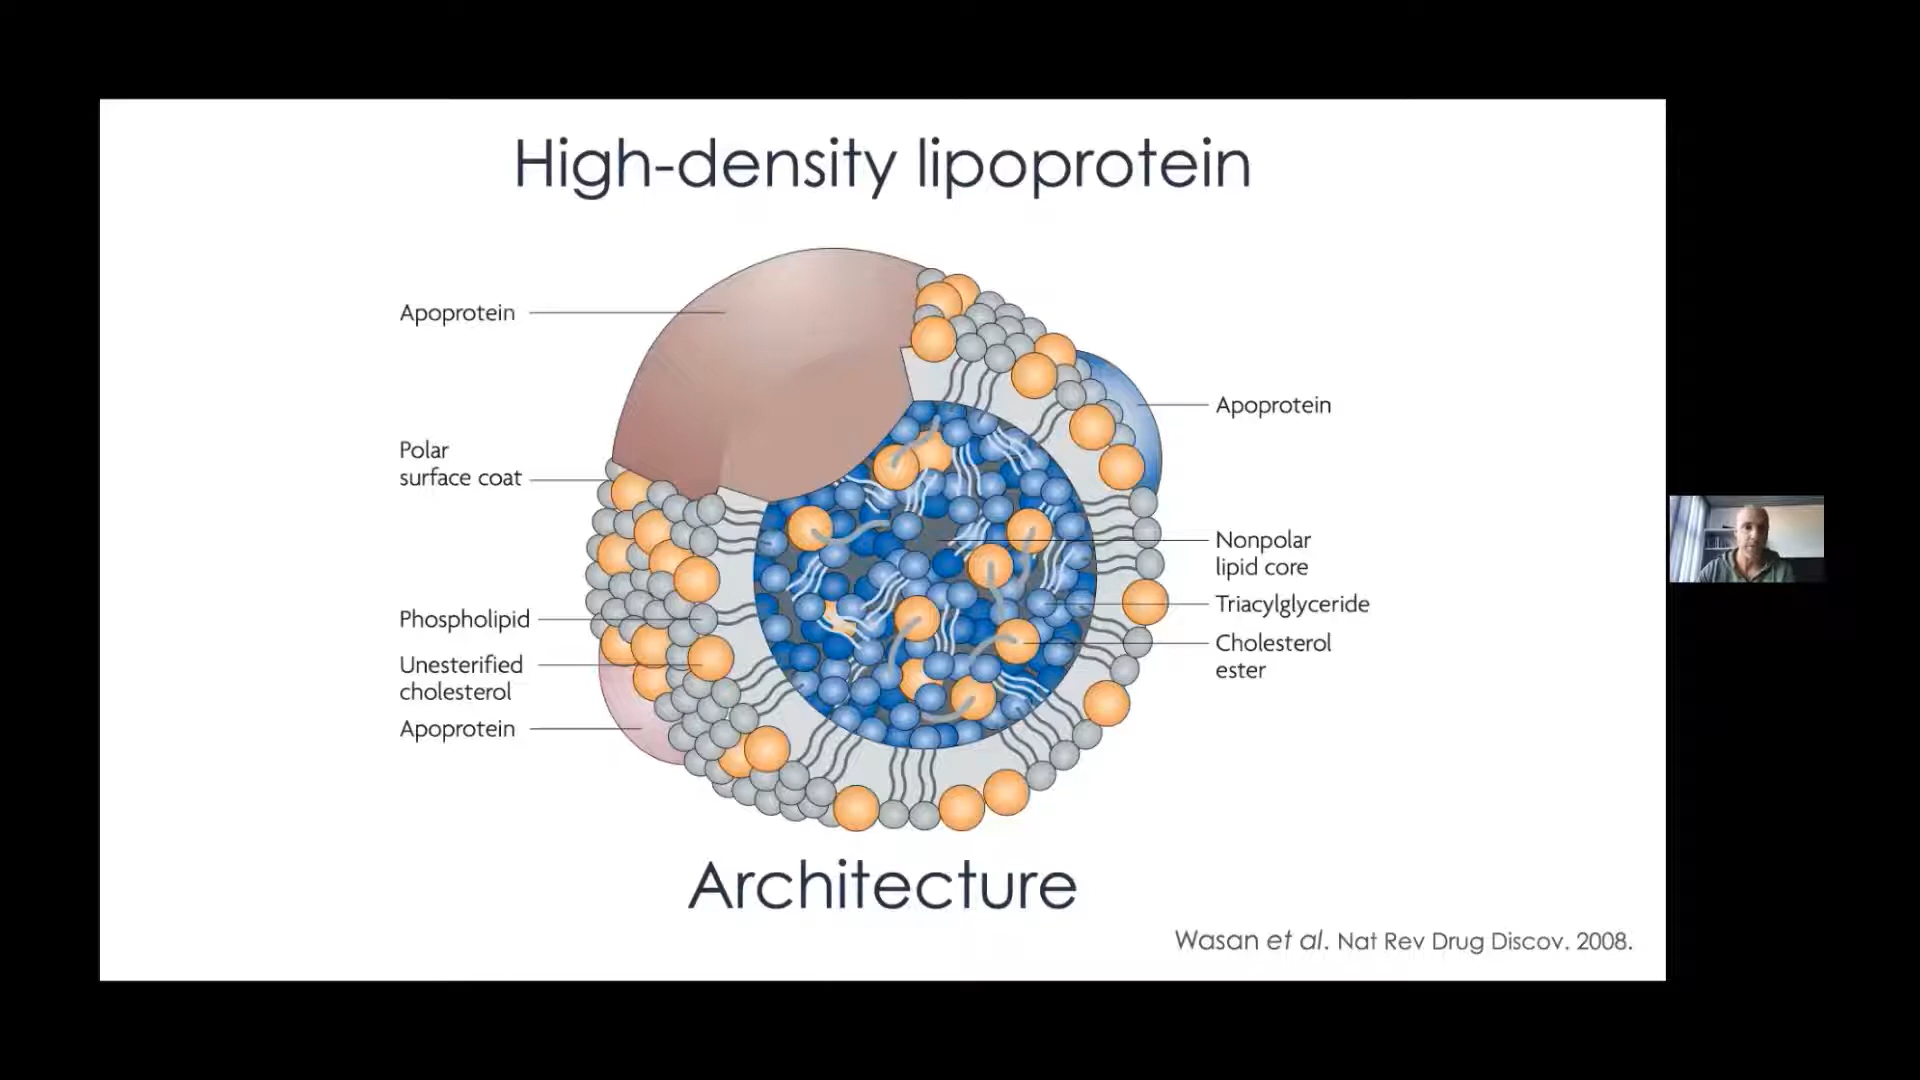 High-density lipoprotein
Apoprotein
Polar
surface coat
Phospholipid
Unesterified
cholesterol
Apoprotein
Apoprotein
Nonpolar
lipid core
Triacylglyceride
Cholesterol
ester
Architecture
Wasan et al. Nat Rev Drug Discov. 2008.